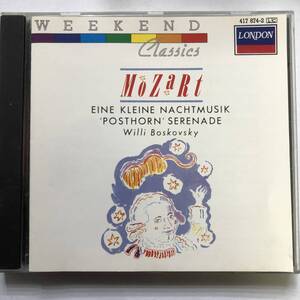 WEEKEND
Classics
LONDON
417 874-2
MOZART
EINE KLEINE NACHTMUSIK
'POSTHORN' SERENADE
Willi Boskovsky